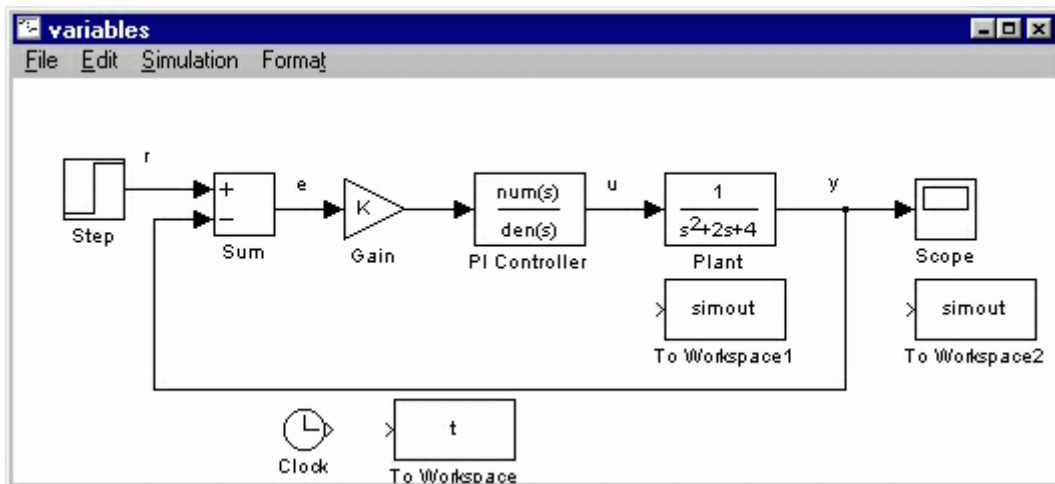 variables
File Edit Simulation Format
r
Step
+
−
Sum
e
K
Gain
num(s)
den(s)
PI Controller
u
1
s²+2s+4
Plant
y
Scope
simout
To Workspace1
simout
To Workspace2
Clock
t
To Workspace